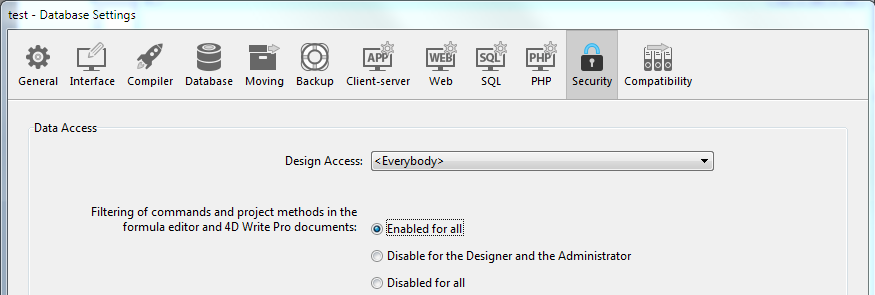 test - Database Settings
APP WEB SQL PHP
General Interface Compiler Database Moving Backup Client-server Web SQL PHP Security Compatibility
Data Access
Design Access: <Everybody>
Filtering of commands and project methods in the
formula editor and 4D Write Pro documents: Enabled for all
Disable for the Designer and the Administrator
Disabled for all